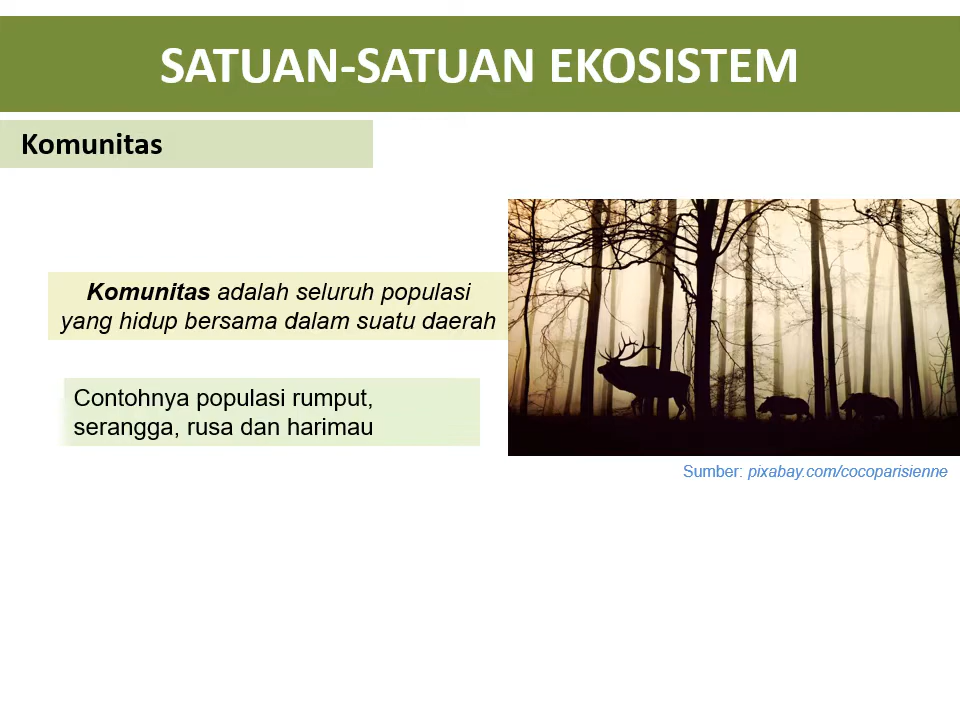 SATUAN-SATUAN EKOSISTEM
Komunitas
Komunitas adalah seluruh populasi
yang hidup bersama dalam suatu daerah
Contohnya populasi rumput,
serangga, rusa dan harimau
Sumber: pixabay.com/cocoparisienne